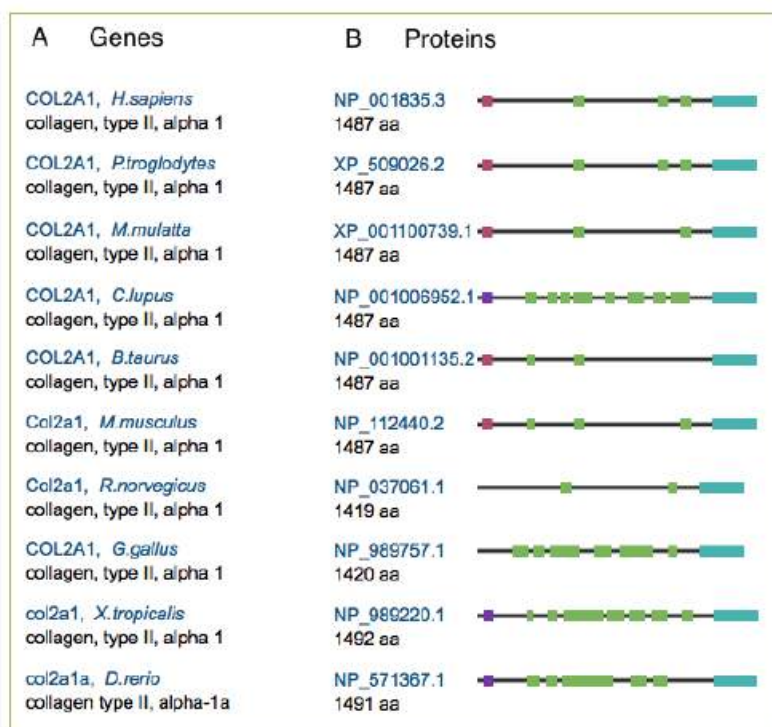 A Genes B Proteins
COL2A1, H.sapiens NP_001835.3
collagen, type II, alpha 1 1487 aa
COL2A1, P.troglodytes XP_509026.2
collagen, type II, alpha 1 1487 aa
COL2A1, M.mulatta XP_001100739.1
collagen, type II, alpha 1 1487 aa
COL2A1, C.lupus NP_001006952.1
collagen, type II, alpha 1 1487 aa
COL2A1, B.taurus NP_001001135.2
collagen, type II, alpha 1 1487 aa
Col2a1, M.musculus NP_112440.2
collagen, type II, alpha 1 1487 aa
Col2a1, R.norvegicus NP_037061.1
collagen, type II, alpha 1 1419 aa
COL2A1, G.gallus NP_989757.1
collagen, type II, alpha 1 1420 aa
col2a1, X.tropicalis NP_989220.1
collagen, type II, alpha 1 1492 aa
col2a1a, D.rerio NP_571367.1
collagen type II, alpha-1a 1491 aa